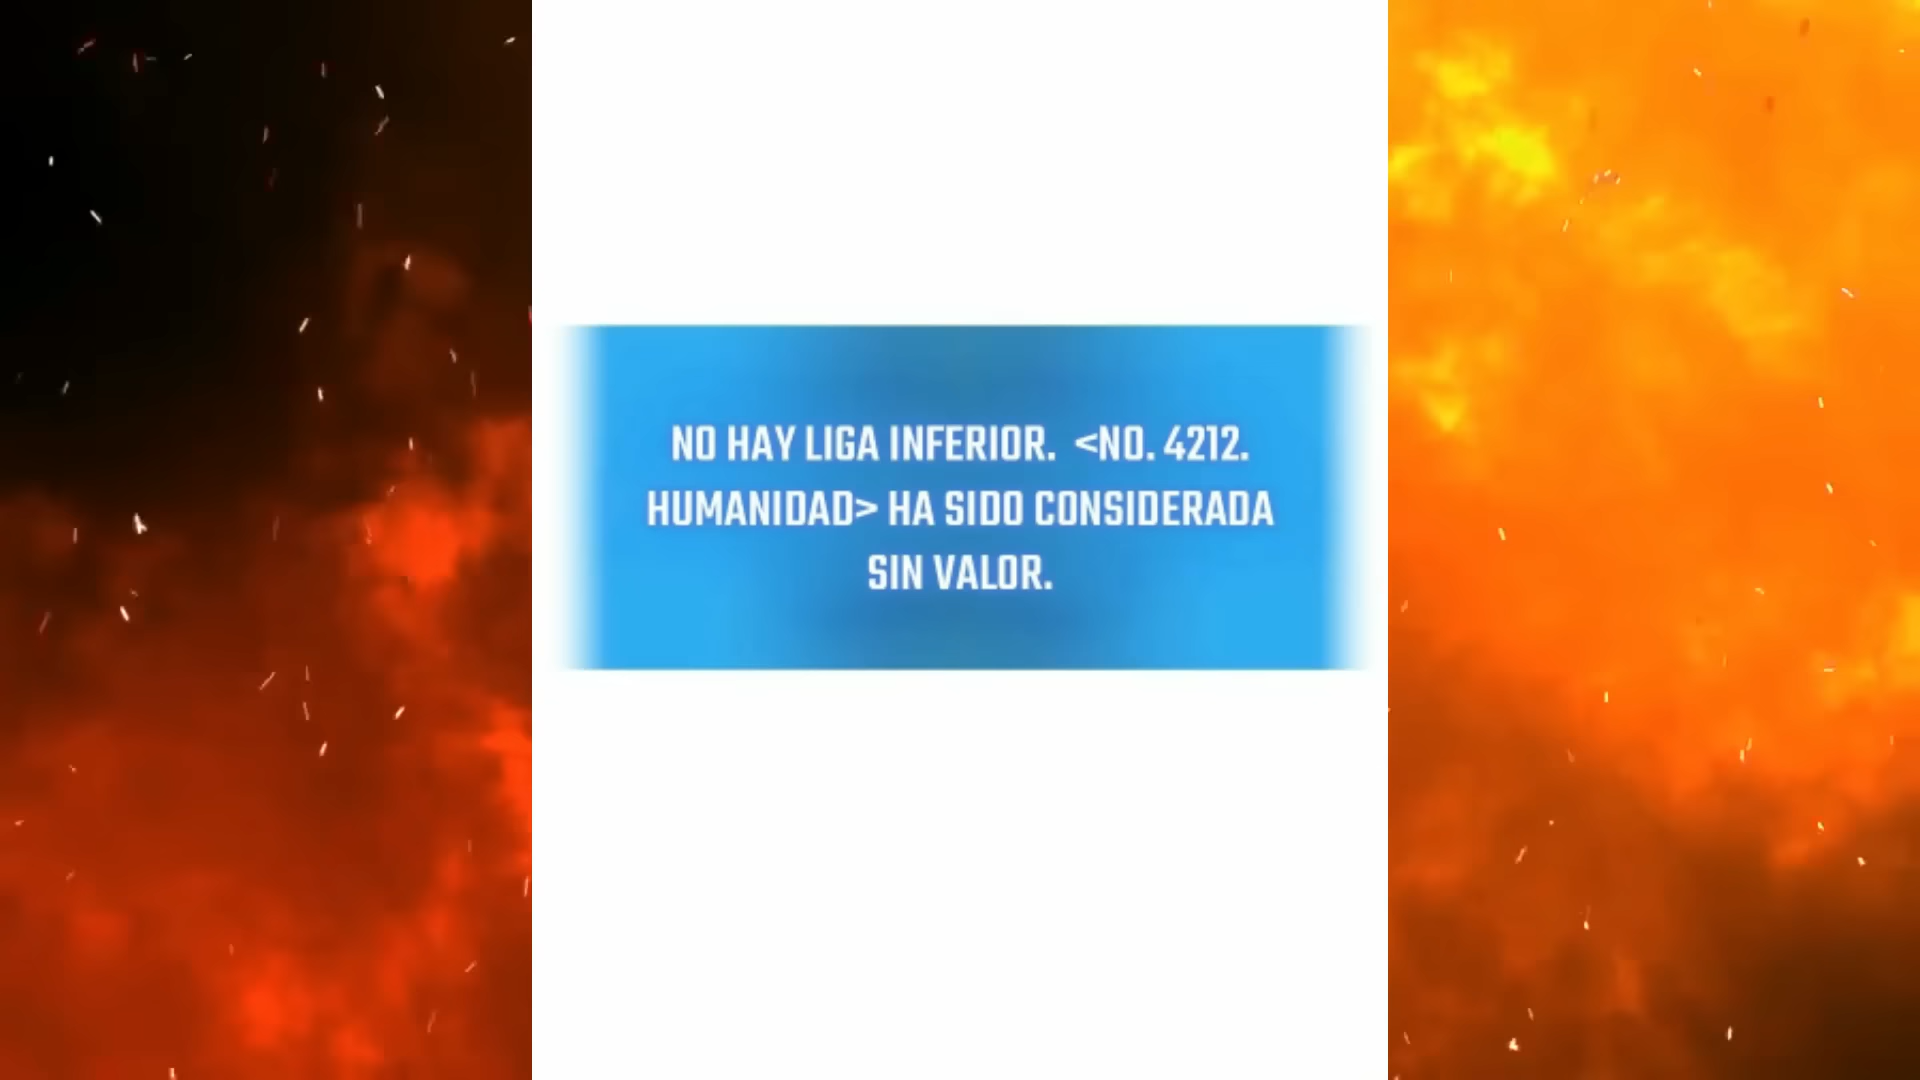 NO HAY LIGA INFERIOR. <NO. 4212.
HUMANIDAD> HA SIDO CONSIDERADA
SIN VALOR.